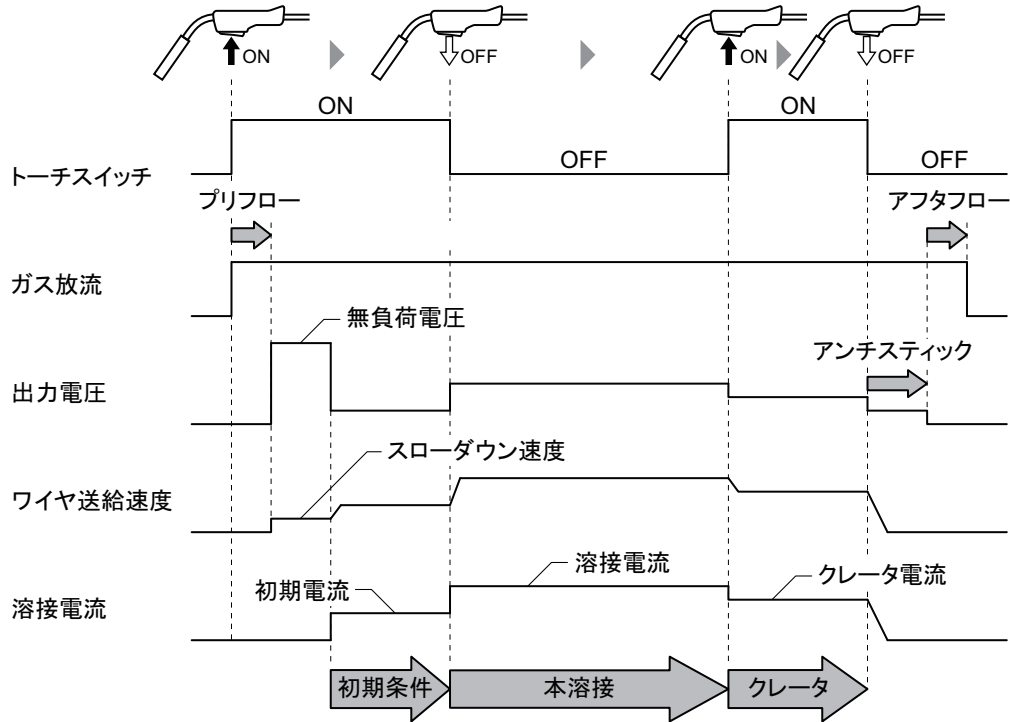 ON
OFF
ON
OFF
ON
ON
トーチスイッチ
OFF
OFF
プリフロー
アフタフロー
ガス放流
無負荷電圧
アンチスティック
出力電圧
スローダウン速度
ワイヤ送給速度
溶接電流
クレータ電流
初期電流
溶接電流
初期条件
本溶接
クレータ